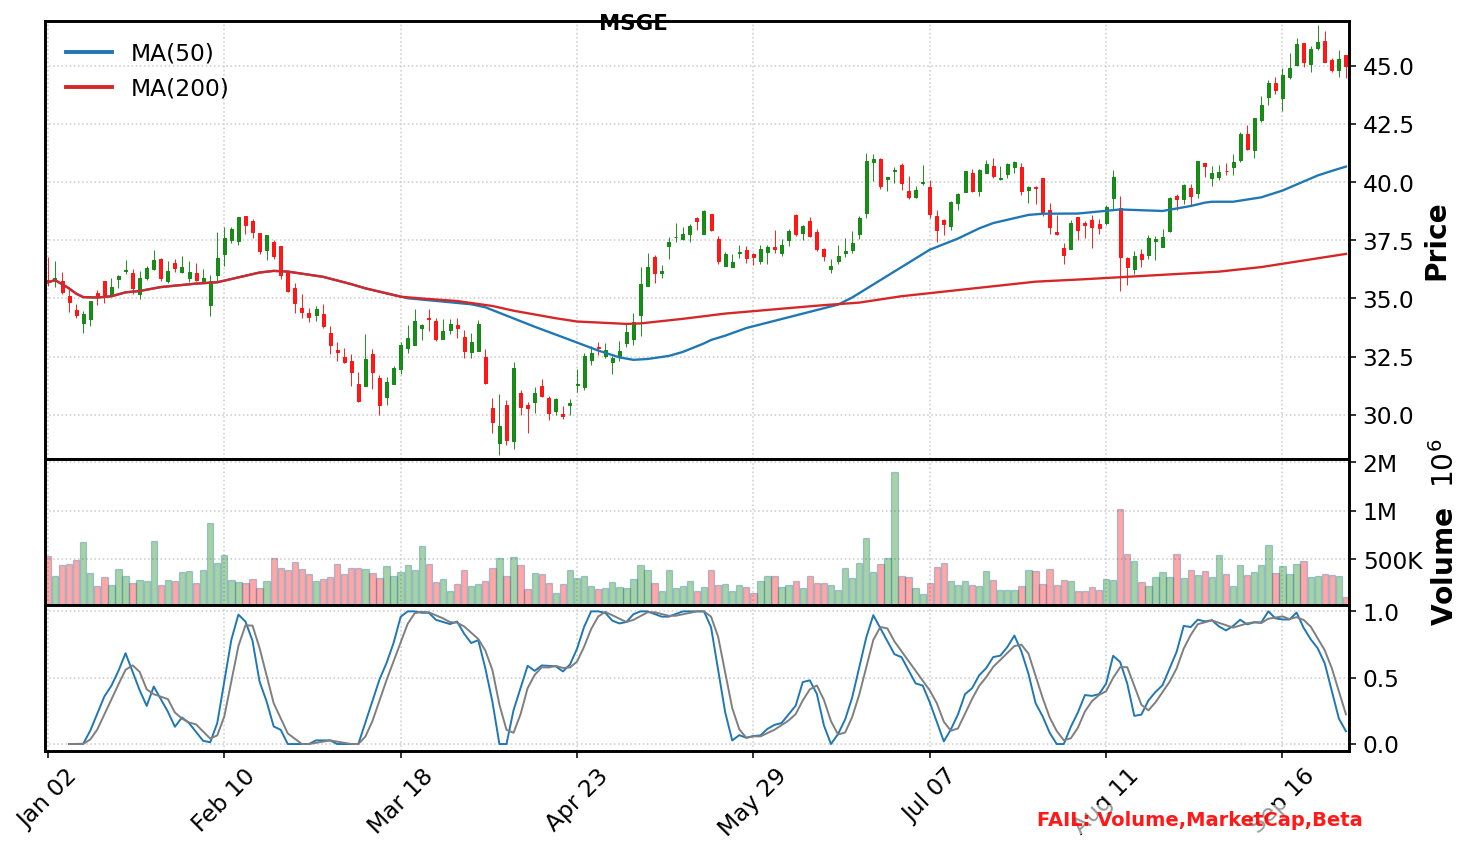 MSGE
MA(50)
MA(200)
45.0
42.5
40.0
37.5
35.0
32.5
30.0
Price
2M
1M
500K
Volume 10^6
1.0
0.5
0.0
Jan 02
Feb 10
Mar 18
Apr 23
May 29
Jul 07
Aug 11
Sep 16
FAIL: Volume,MarketCap,Beta